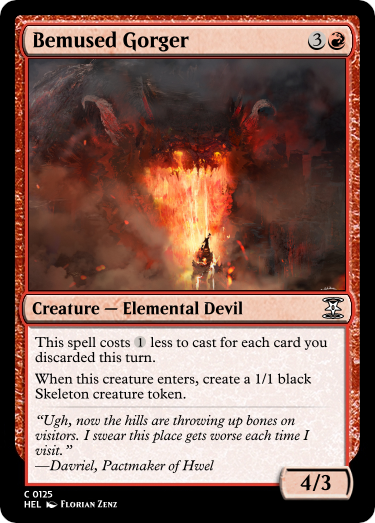 Bemused Gorger 3
Creature — Elemental Devil
This spell costs 1 less to cast for each card you
discarded this turn.
When this creature enters, create a 1/1 black
Skeleton creature token.
“Ugh, now the hills are throwing up bones on
visitors. I swear this place gets worse each time I
visit.”
—Davriel, Pactmaker of Hwel
4/3
C 0125
HEL Florian Zenz